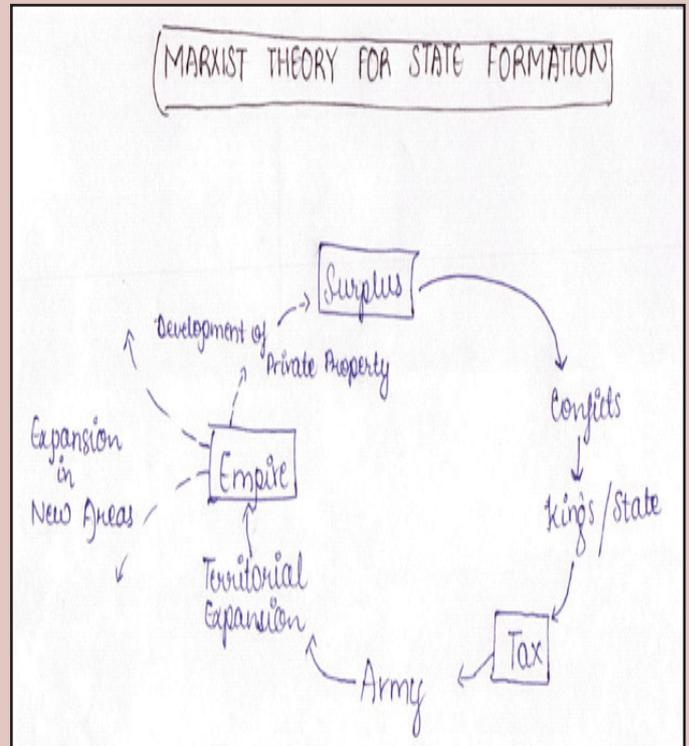 MARXIST THEORY FOR STATE FORMATION
Surplus
Development of
Private Property
Conflicts
Kings/State
Tax
Army
Territorial
Expansion
Empire
Expansion
in
New Areas